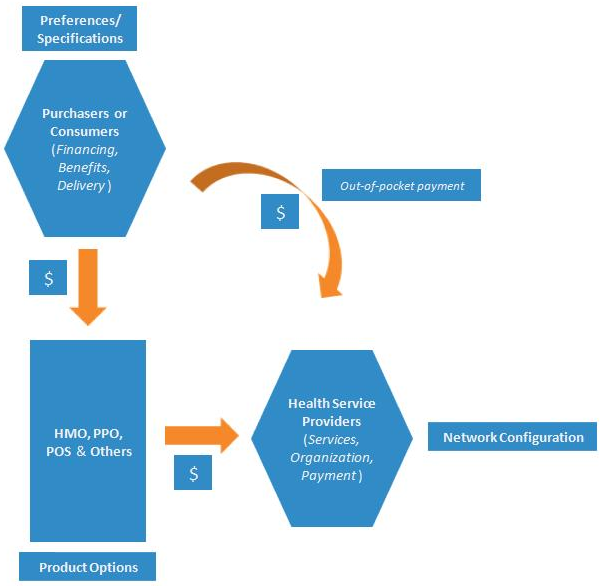 Preferences/
Specifications
Purchasers or
Consumers
(Financing,
Benefits,
Delivery)
Out-of-pocket payment
$
$
HMO, PPO,
POS & Others
Health Service
Providers
(Services,
Organization,
Payment)
Network Configuration
$
Product Options